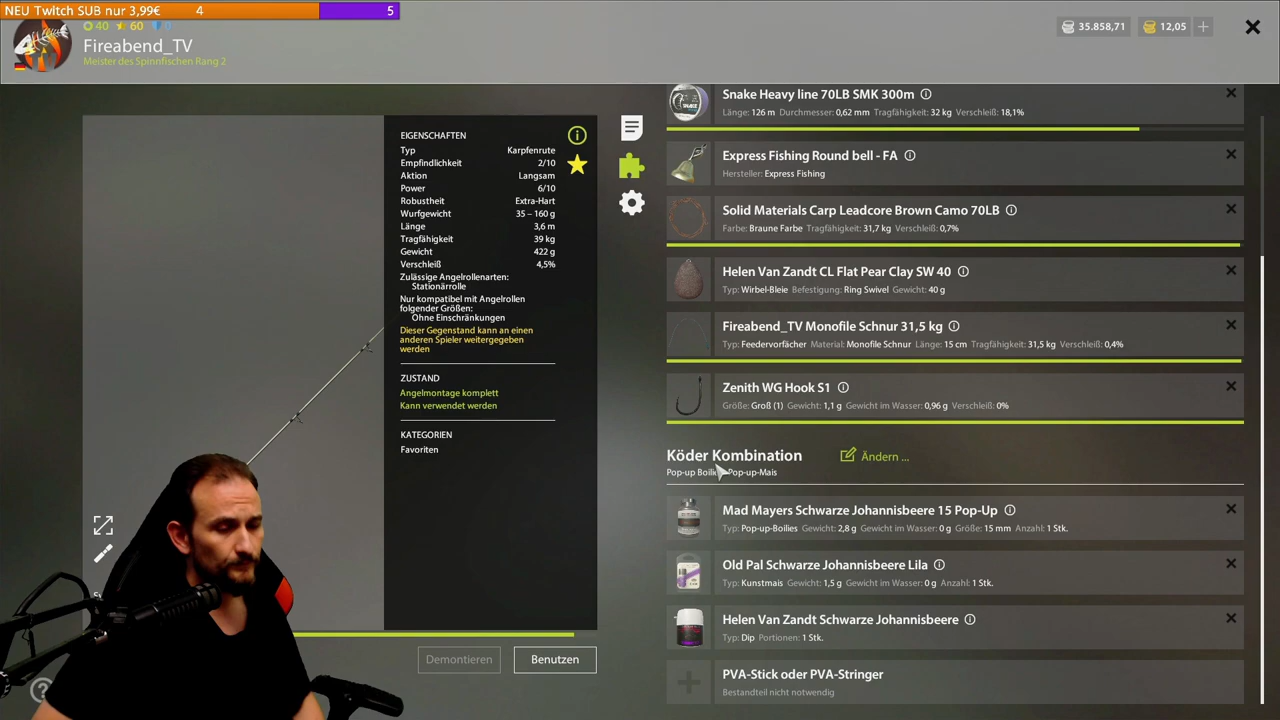 NEU Twitch SUB nur 3,99€ 4 5
40 60 0
Fireabend_TV
Meister des Spinnfischen Rang 2
35.858,71 12,05
EIGENSCHAFTEN
Typ Karpfenrute
Empfindlichkeit 2/10
Aktion Langsam
Power 6/10
Robustheit Extra-Hart
Wurfgewicht 35 – 160 g
Länge 3,6 m
Tragfähigkeit 39 kg
Gewicht 422 g
Verschleiß 4,5%
Zulässige Angelrollenarten:
Stationärrolle
Nur kompatibel mit Angelrollen
folgender Größen:
Ohne Einschränkungen
Dieser Gegenstand kann an einen
anderen Spieler weitergegeben
werden
ZUSTAND
Angelmontage komplett
Kann verwendet werden
KATEGORIEN
Favoriten
Demontieren Benutzen
Snake Heavy line 70LB SMK 300m
Länge: 126 m Durchmesser: 0,62 mm Tragfähigkeit: 32 kg Verschleiß: 18,1%
Express Fishing Round bell - FA
Hersteller: Express Fishing
Solid Materials Carp Leadcore Brown Camo 70LB
Farbe: Braune Farbe Tragfähigkeit: 31,7 kg Verschleiß: 0,7%
Helen Van Zandt CL Flat Pear Clay SW 40
Typ: Wirbel-Bleie Befestigung: Ring Swivel Gewicht: 40 g
Fireabend_TV Monofile Schnur 31,5 kg
Typ: Feedervorfächer Material: Monofile Schnur Länge: 15 cm Tragfähigkeit: 31,5 kg Verschleiß: 0,4%
Zenith WG Hook S1
Größe: Groß (1) Gewicht: 1,1 g Gewicht im Wasser: 0,96 g Verschleiß: 0%
Köder Kombination Ändern ...
Pop-up Pop-up-Mais
Mad Mayers Schwarze Johannisbeere 15 Pop-Up
Typ: Pop-up-Boilies Gewicht: 2,8 g Gewicht im Wasser: 0 g Größe: 15 mm Anzahl: 1 Stk.
Old Pal Schwarze Johannisbeere Lila
Typ: Kunstmais Gewicht: 1,5 g Gewicht im Wasser: 0 g Anzahl: 1 Stk.
Helen Van Zandt Schwarze Johannisbeere
Typ: Dip Portionen: 1 Stk.
PVA-Stick oder PVA-Stringer
Bestandteil nicht notwendig